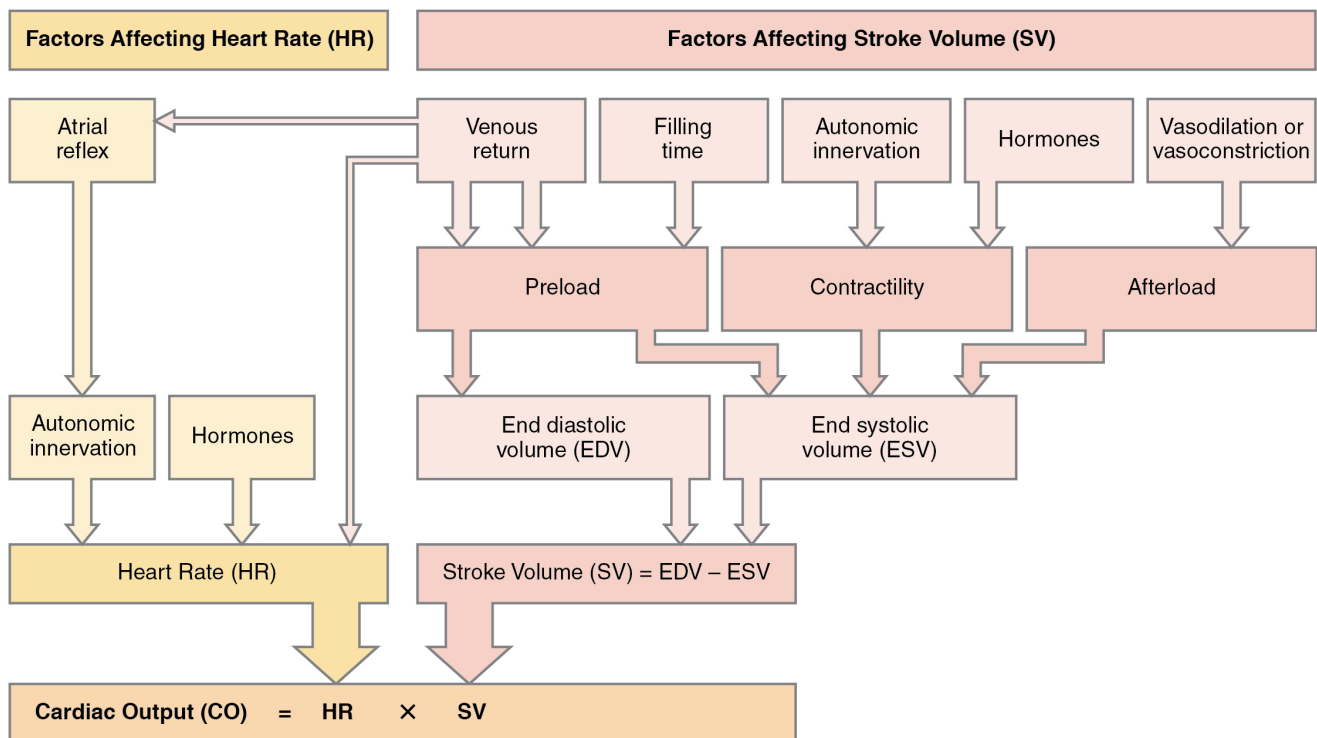 Factors Affecting Heart Rate (HR)
Factors Affecting Stroke Volume (SV)
Atrial
reflex
Venous
return
Filling
time
Autonomic
innervation
Hormones
Vasodilation or
vasoconstriction
Preload
Contractility
Afterload
Autonomic
innervation
Hormones
End diastolic
volume (EDV)
End systolic
volume (ESV)
Heart Rate (HR)
Stroke Volume (SV) = EDV – ESV
Cardiac Output (CO) = HR × SV